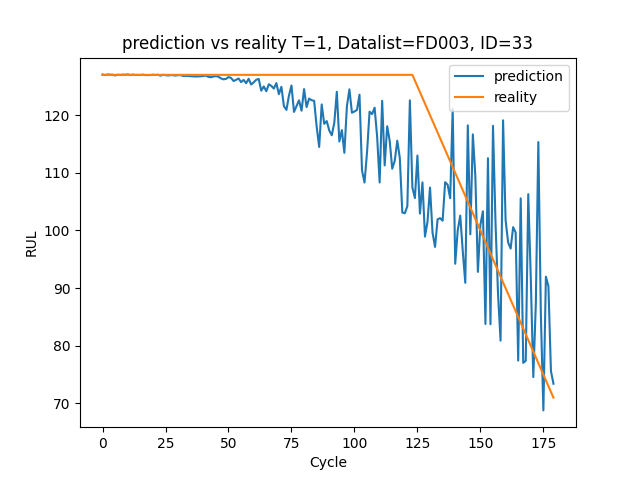 prediction vs reality T=1, Datalist=FD003, ID=33
prediction
reality
120
110
100
90
80
70
RUL
0 25 50 75 100 125 150 175
Cycle